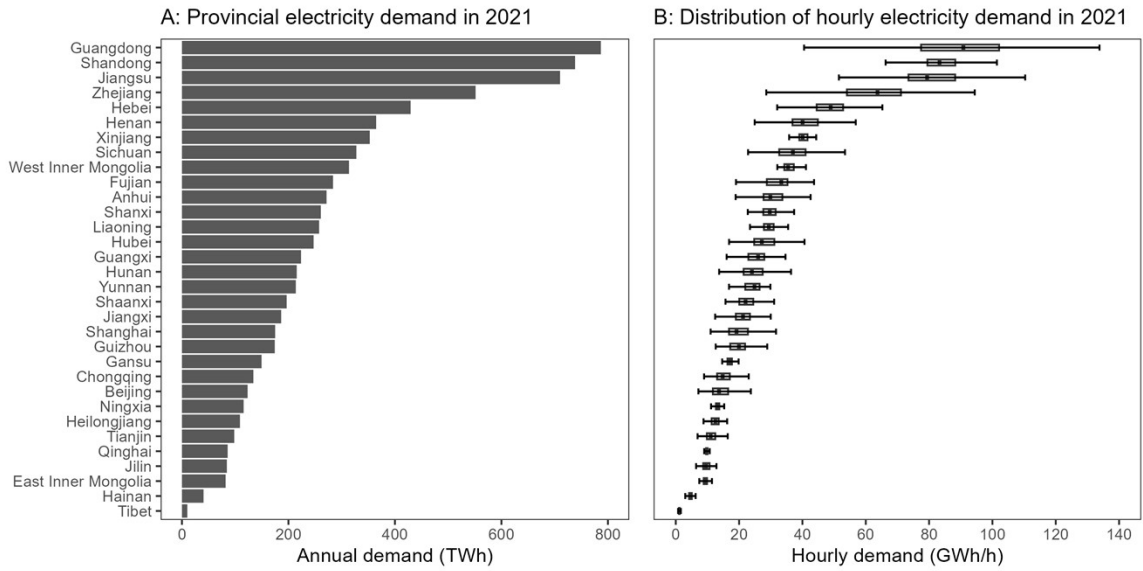 A: Provincial electricity demand in 2021
B: Distribution of hourly electricity demand in 2021
Guangdong
Shandong
Jiangsu
Zhejiang
Hebei
Henan
Xinjiang
Sichuan
West Inner Mongolia
Fujian
Anhui
Shanxi
Liaoning
Hubei
Guangxi
Hunan
Yunnan
Shaanxi
Jiangxi
Shanghai
Guizhou
Gansu
Chongqing
Beijing
Ningxia
Heilongjiang
Tianjin
Qinghai
Jilin
East Inner Mongolia
Hainan
Tibet
0 200 400 600 800
Annual demand (TWh)
0 20 40 60 80 100 120 140
Hourly demand (GWh/h)